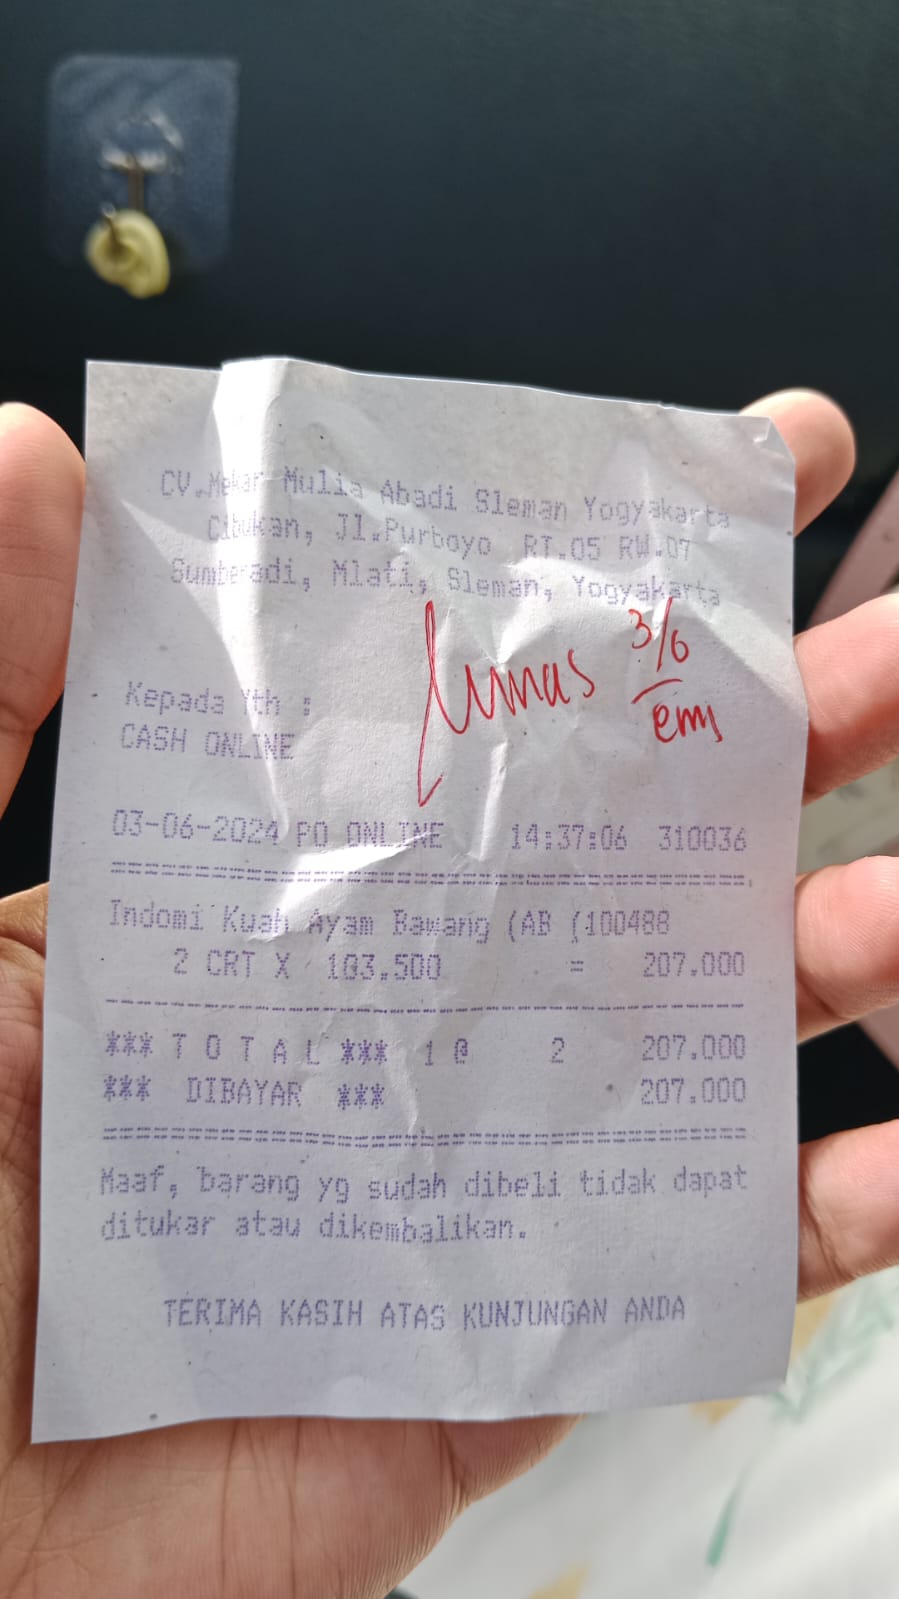 CV.Mekar Mulia Abadi Sleman Yogyakarta
Cibukan, Jl.Purboyo RT.05 RW.07
Sumberadi, Mlati, Sleman, Yogyakarta
lunas 3/6
Kepada Yth :
CASH ONLINE
03-06-2024 PO ONLINE 14:37:06 310036
Indomi Kuah Ayam Bawang (AB (100488
2 CRT X 103.500 = 207.000
*** T O T A L *** 1 @ 2 207.000
*** DIBAYAR *** 207.000
Maaf, barang yg sudah dibeli tidak dapat
ditukar atau dikembalikan.
TERIMA KASIH ATAS KUNJUNGAN ANDA